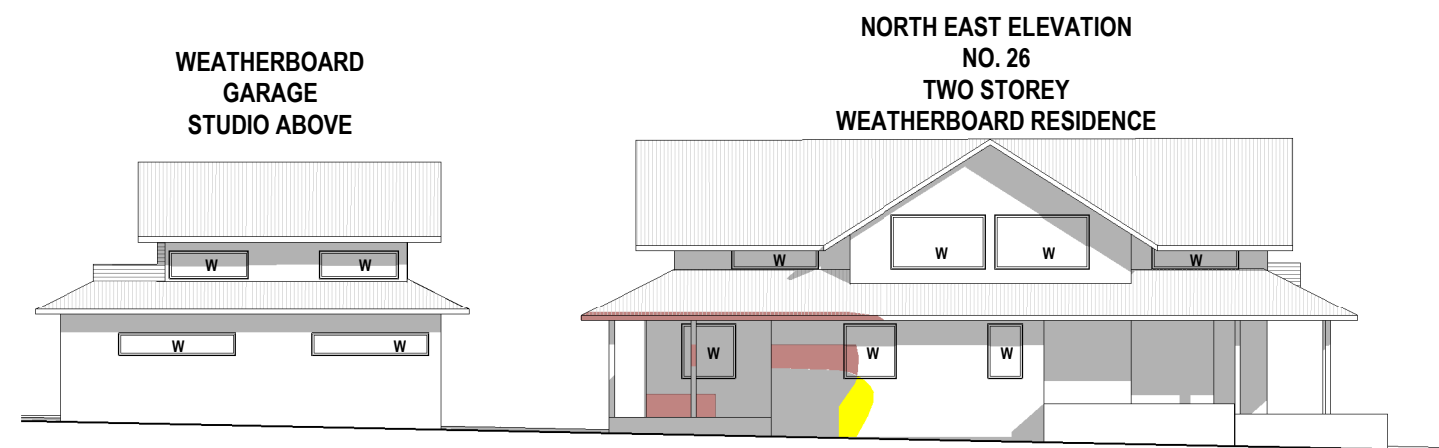 WEATHERBOARD
GARAGE
STUDIO ABOVE
NORTH EAST ELEVATION
NO. 26
TWO STOREY
WEATHERBOARD RESIDENCE
W W
W W
W W
W W
W W W